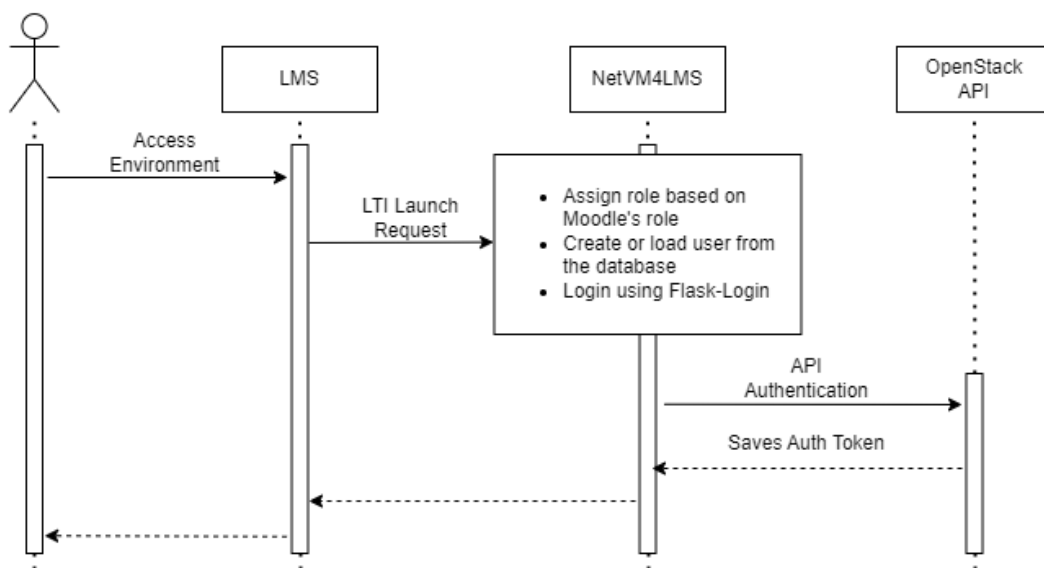 LMS
NetVM4LMS
OpenStack
API
Access
Environment
LTI Launch
Request
Assign role based on
Moodle's role
Create or load user from
the database
Login using Flask-Login
API
Authentication
Saves Auth Token